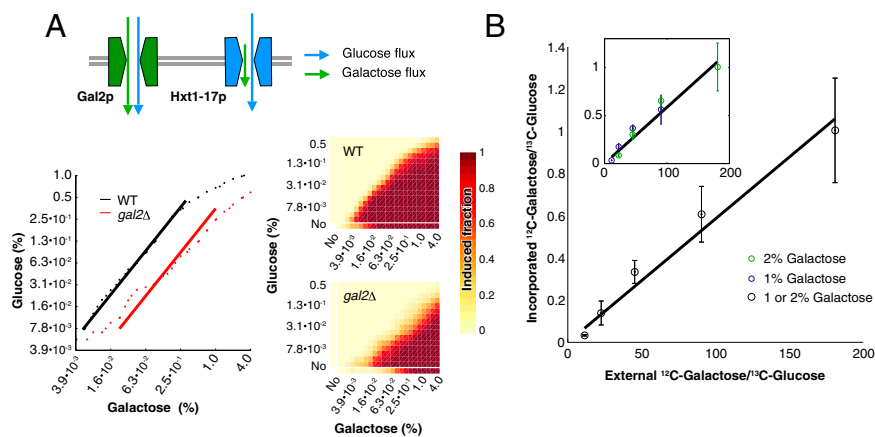 A
Gal2p
Hxt1-17p
Glucose flux
Galactose flux
WT
gal2Δ
Glucose (%)
1.0
0.5
2.5•10⁻¹
1.3•10⁻¹
6.3•10⁻²
3.1•10⁻²
1.6•10⁻²
7.8•10⁻³
3.9•10⁻³
3.9•10⁻³
1.6•10⁻²
6.3•10⁻²
2.5•10⁻¹
1.0
4.0
Galactose (%)
WT
Glucose (%)
0.5
1.3•10⁻¹
3.1•10⁻²
7.8•10⁻³
No
No
3.9•10⁻³
1.6•10⁻²
6.3•10⁻²
2.5•10⁻¹
1.0
4.0
gal2Δ
0.5
1.3•10⁻¹
3.1•10⁻²
7.8•10⁻³
No
No
3.9•10⁻³
1.6•10⁻²
6.3•10⁻²
2.5•10⁻¹
1.0
4.0
Galactose (%)
Induced fraction
1
0.8
0.6
0.4
0.2
0
B
Incorporated ¹²C-Galactose/¹³C-Glucose
1.4
1.2
1
0.8
0.6
0.4
0.2
0
0
50
100
150
200
External ¹²C-Galactose/¹³C-Glucose
0
100
200
1
0.5
0
0
100
200
2% Galactose
1% Galactose
1 or 2% Galactose